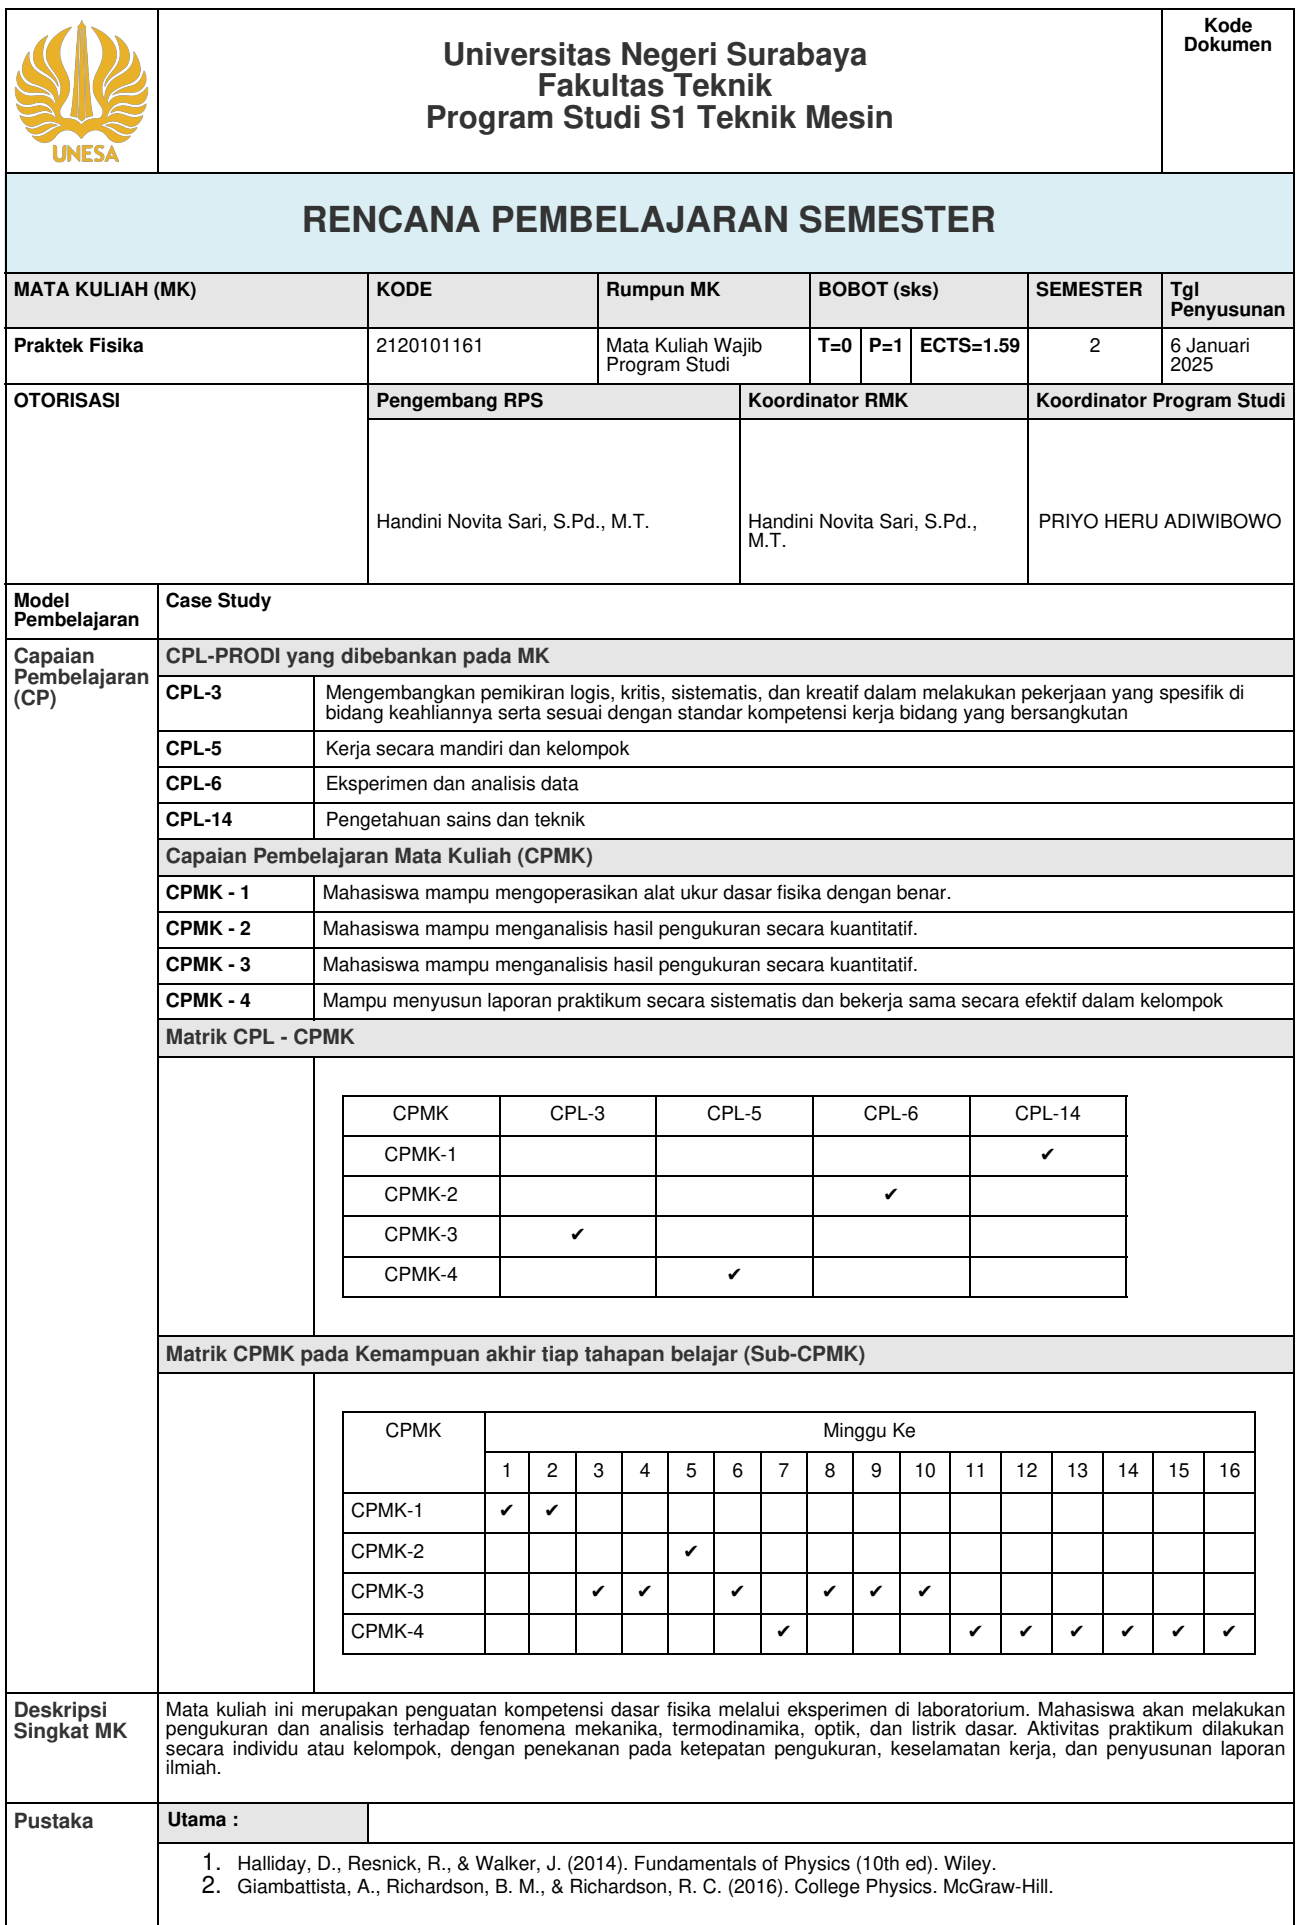 UNESA
Universitas Negeri Surabaya
Fakultas Teknik
Program Studi S1 Teknik Mesin
Kode
Dokumen
RENCANA PEMBELAJARAN SEMESTER
MATA KULIAH (MK) KODE Rumpun MK BOBOT (sks) SEMESTER Tgl
Penyusunan
Praktek Fisika 2120101161 Mata Kuliah Wajib T=0 P=1 ECTS=1.59 2 6 Januari
Program Studi 2025
OTORISASI Pengembang RPS Koordinator RMK Koordinator Program Studi
Handini Novita Sari, S.Pd., M.T. Handini Novita Sari, S.Pd., PRIYO HERU ADIWIBOWO
M.T.
Model Case Study
Pembelajaran
Capaian CPL-PRODI yang dibebankan pada MK
Pembelajaran
(CP)
CPL-3 Mengembangkan pemikiran logis, kritis, sistematis, dan kreatif dalam melakukan pekerjaan yang spesifik di
bidang keahliannya serta sesuai dengan standar kompetensi kerja bidang yang bersangkutan
CPL-5 Kerja secara mandiri dan kelompok
CPL-6 Eksperimen dan analisis data
CPL-14 Pengetahuan sains dan teknik
Capaian Pembelajaran Mata Kuliah (CPMK)
CPMK - 1 Mahasiswa mampu mengoperasikan alat ukur dasar fisika dengan benar.
CPMK - 2 Mahasiswa mampu menganalisis hasil pengukuran secara kuantitatif.
CPMK - 3 Mahasiswa mampu menganalisis hasil pengukuran secara kuantitatif.
CPMK - 4 Mampu menyusun laporan praktikum secara sistematis dan bekerja sama secara efektif dalam kelompok
Matrik CPL - CPMK
CPMK CPL-3 CPL-5 CPL-6 CPL-14
CPMK-1 ✔
CPMK-2 ✔
CPMK-3 ✔
CPMK-4 ✔
Matrik CPMK pada Kemampuan akhir tiap tahapan belajar (Sub-CPMK)
CPMK Minggu Ke
1 2 3 4 5 6 7 8 9 10 11 12 13 14 15 16
CPMK-1 ✔ ✔
CPMK-2 ✔
CPMK-3 ✔ ✔ ✔ ✔ ✔ ✔
CPMK-4 ✔ ✔ ✔ ✔ ✔ ✔ ✔
Deskripsi
Singkat MK
Mata kuliah ini merupakan penguatan kompetensi dasar fisika melalui eksperimen di laboratorium. Mahasiswa akan melakukan
pengukuran dan analisis terhadap fenomena mekanika, termodinamika, optik, dan listrik dasar. Aktivitas praktikum dilakukan
secara individu atau kelompok, dengan penekanan pada ketepatan pengukuran, keselamatan kerja, dan penyusunan laporan
ilmiah.
Pustaka Utama :
1. Halliday, D., Resnick, R., & Walker, J. (2014). Fundamentals of Physics (10th ed). Wiley.
2. Giambattista, A., Richardson, B. M., & Richardson, R. C. (2016). College Physics. McGraw-Hill.